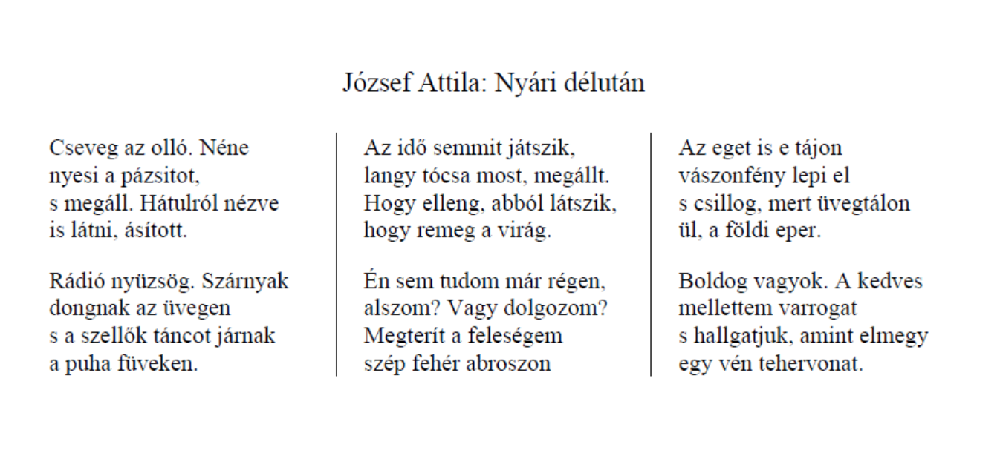 József Attila: Nyári délután
Cseveg az olló. Néne
nyesi a pázsitot,
s megáll. Hátulról nézve
is látni, ásított.
Rádió nyüzsög. Szárnyak
dongnak az üvegen
s a szellők táncot járnak
a puha füveken.
Az idő semmit játszik,
langy tócsa most, megállt.
Hogy elleng, abból látszik,
hogy remeg a virág.
Én sem tudom már régen,
alszom? Vagy dolgozom?
Megterít a feleségem
szép fehér abroszon
Az eget is e tájon
vászonfény lepi el
s csillog, mert üvegtálon
ül, a földi eper.
Boldog vagyok. A kedves
mellettem varrogat
s hallgatjuk, amint elmegy
egy vén tehervonat.